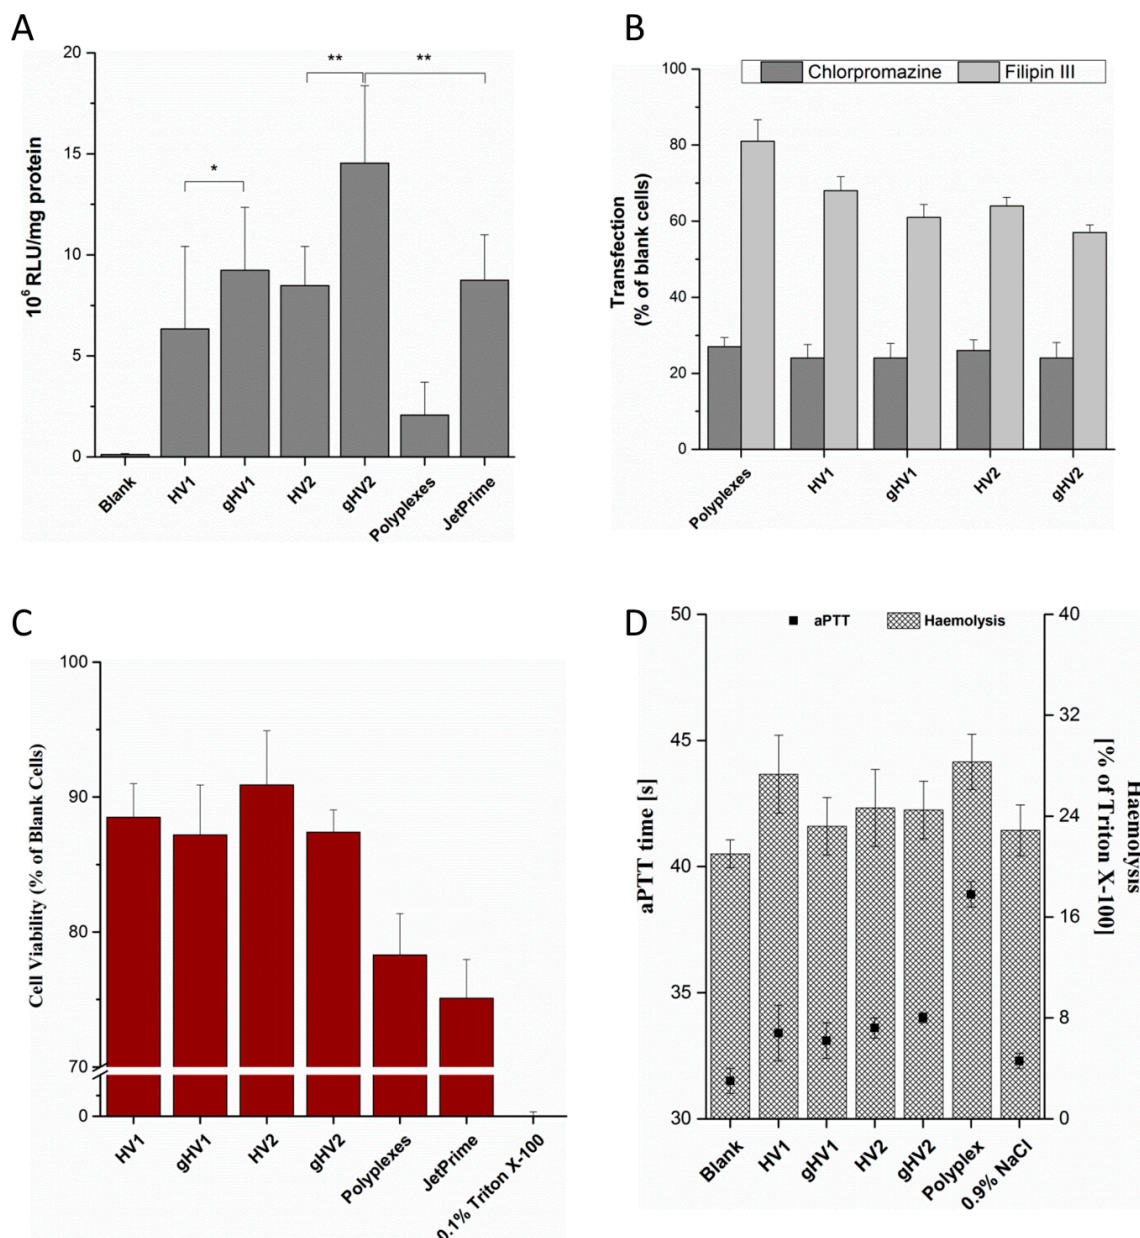 A
20
15
10
5
0
10⁶ RLU/mg protein
*
**
**
Blank
HV1
gHV1
HV2
gHV2
Polyplexes
JetPrime
B
Chlorpromazine
Filipin III
100
80
60
40
20
0
Transfection
(% of blank cells)
Polyplexes
HV1
gHV1
HV2
gHV2
C
100
90
80
70
0
Cell Viability (% of Blank Cells)
HV1
gHV1
HV2
gHV2
Polyplexes
JetPrime
0.1% Triton X-100
D
aPTT
Haemolysis
50
45
40
35
30
aPTT time [s]
40
32
24
16
8
0
Haemolysis
[% of Triton X-100]
Blank
HV1
gHV1
HV2
gHV2
Polyplex
0.9% NaCl